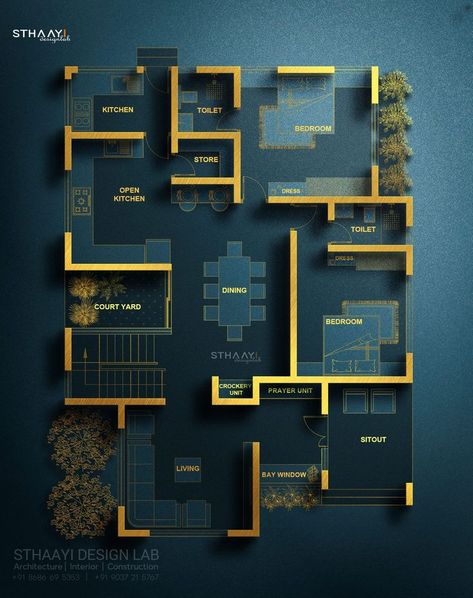 STHAAYI
designlab
KITCHEN
TOILET
BEDROOM
STORE
OPEN
KITCHEN
DRESS
TOILET
DRESS
DINING
COURT YARD
BEDROOM
STHAAYI
CROCKERY
UNIT
PRAYER UNIT
SITOUT
LIVING
BAY WINDOW
STHAAYI DESIGN LAB
Architecture | Interior | Construction
+91 8686 69 5353 | +91 9037 21 5767